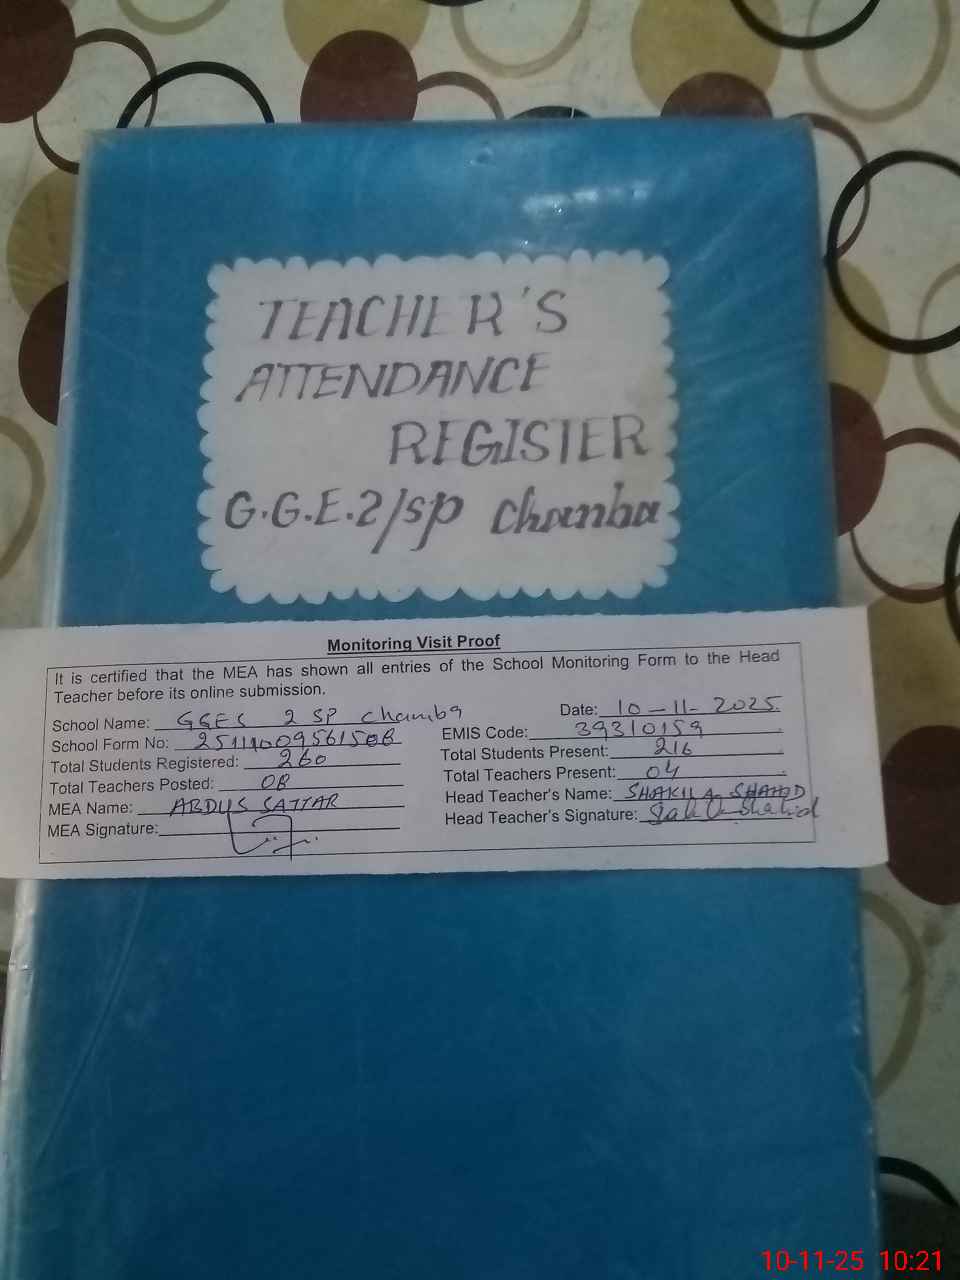 TEACHER'S
ATTENDANCE
REGISTER
G.G.E.2/sp Chanba
Monitoring Visit Proof
It is certified that the MEA has shown all entries of the School Monitoring Form to the Head
Teacher before its online submission.
School Name: GGES 2 SP chamba Date: 10-11-2025
School Form No: EMIS Code: 39310159
Total Students Registered: 260 Total Students Present: 216
Total Teachers Posted: 08 Total Teachers Present: 04
MEA Name: ABDUS SATTAR Head Teacher's Name: SHAKILA SHAHID
MEA Signature: Head Teacher's Signature:
10-11-25 10:21